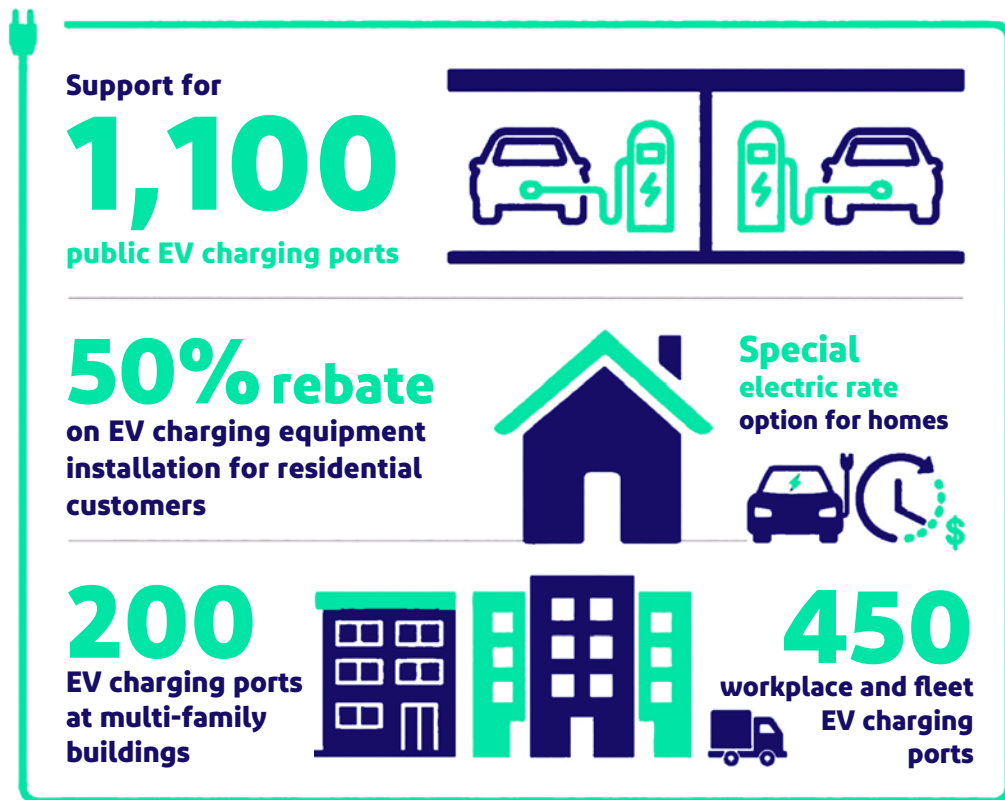 Support for
1,100
public EV charging ports
50% rebate
on EV charging equipment
installation for residential
customers
Special
electric rate
option for homes
$
200
EV charging ports
at multi-family
buildings
450
workplace and fleet
EV charging
ports